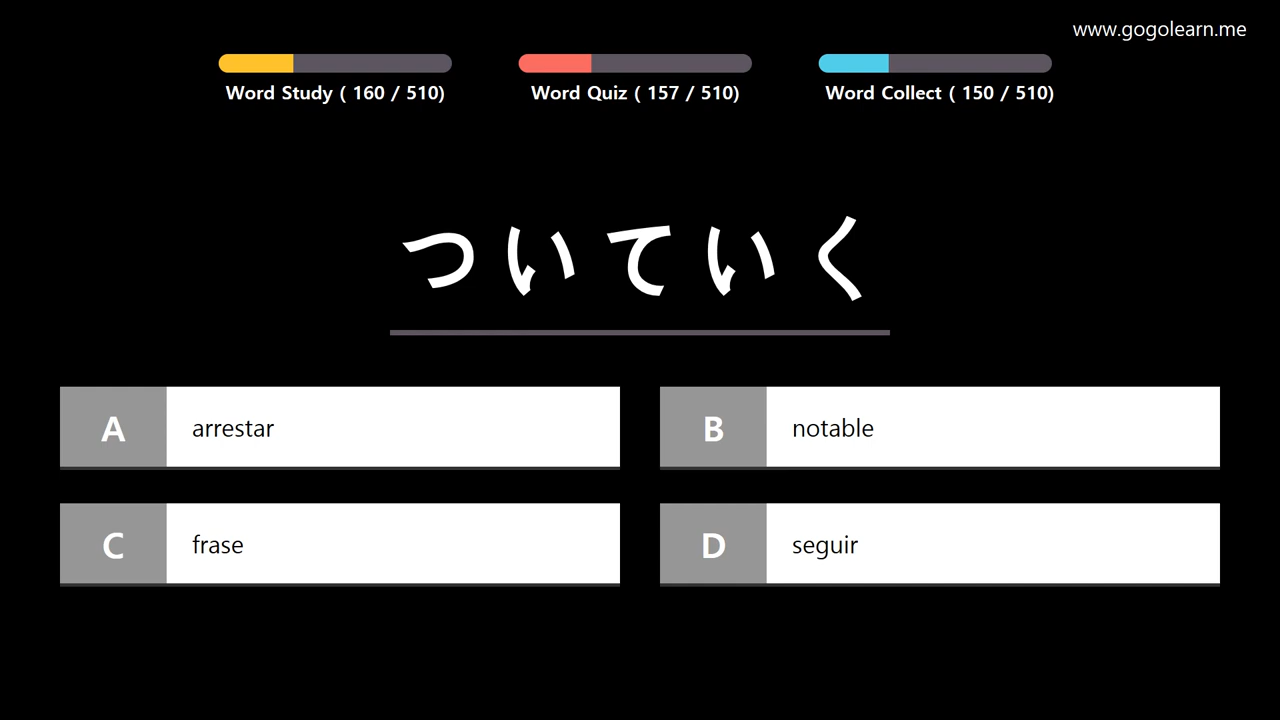 www.gogolearn.me
Word Study ( 160 / 510)
Word Quiz ( 157 / 510)
Word Collect ( 150 / 510)
ついていく
A arrestar
B notable
C frase
D seguir